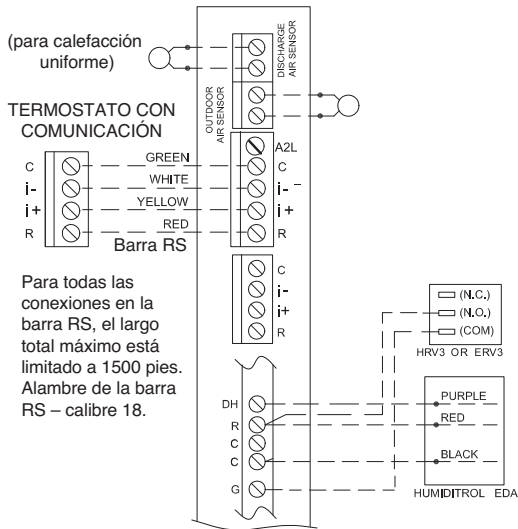 (para calefacción
uniforme)
DISCHARGE
AIR SENSOR
OUTDOOR
AIR SENSOR
TERMOSTATO CON
COMUNICACIÓN
A2L
C
GREEN
C
i-
WHITE
i-
i+
YELLOW
i+
R
RED
R
Barra RS
Para todas las
conexiones en la
barra RS, el largo
total máximo está
limitado a 1500 pies.
Alambre de la barra
RS – calibre 18.
C
i-
i+
R
(N.C.)
(N.O.)
(COM)
HRV3 OR ERV3
DH
PURPLE
R
RED
C
C
BLACK
G
HUMIDITROL EDA